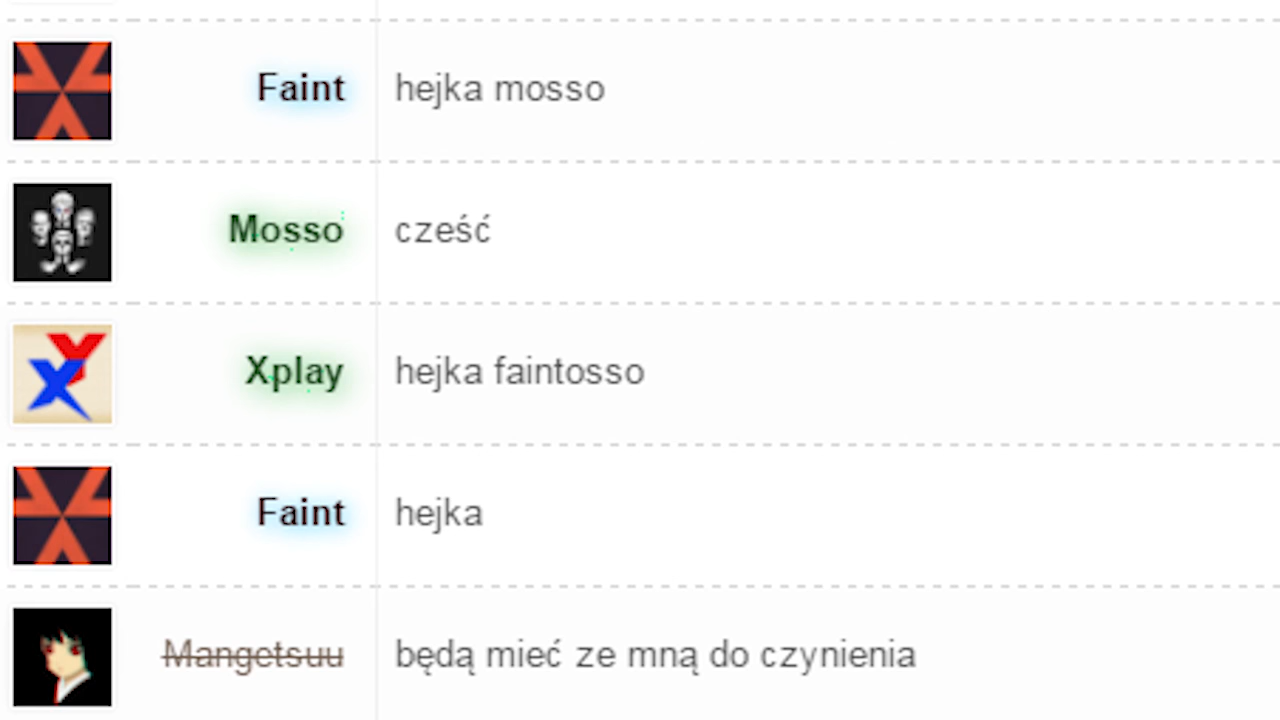 Faint hejka mosso
Mosso cześć
Xplay hejka faintosso
Faint hejka
Mangetsuu będą mieć ze mną do czynienia